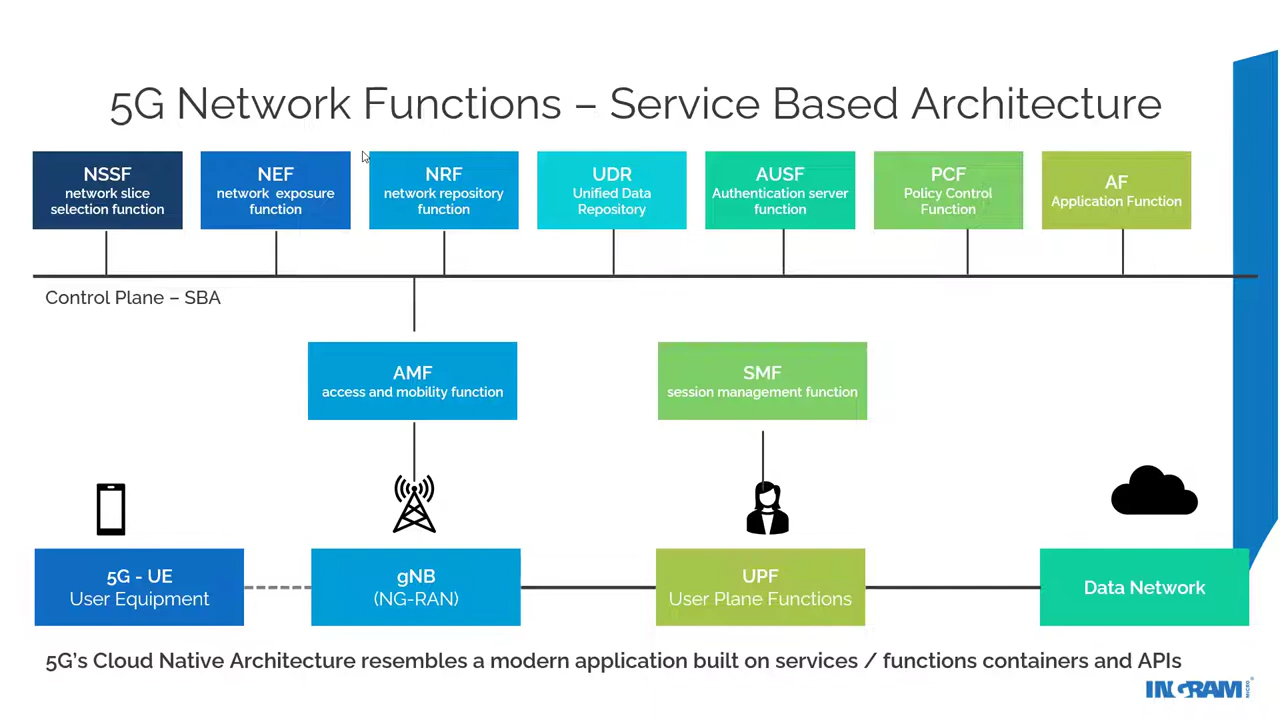 5G Network Functions – Service Based Architecture
NSSF
network slice
selection function
NEF
network exposure
function
NRF
network repository
function
UDR
Unified Data
Repository
AUSF
Authentication server
function
PCF
Policy Control
Function
AF
Application Function
Control Plane – SBA
AMF
access and mobility function
SMF
session management function
5G - UE
User Equipment
gNB
(NG-RAN)
UPF
User Plane Functions
Data Network
5G's Cloud Native Architecture resembles a modern application built on services / functions containers and APIs
INGRAM MICRO